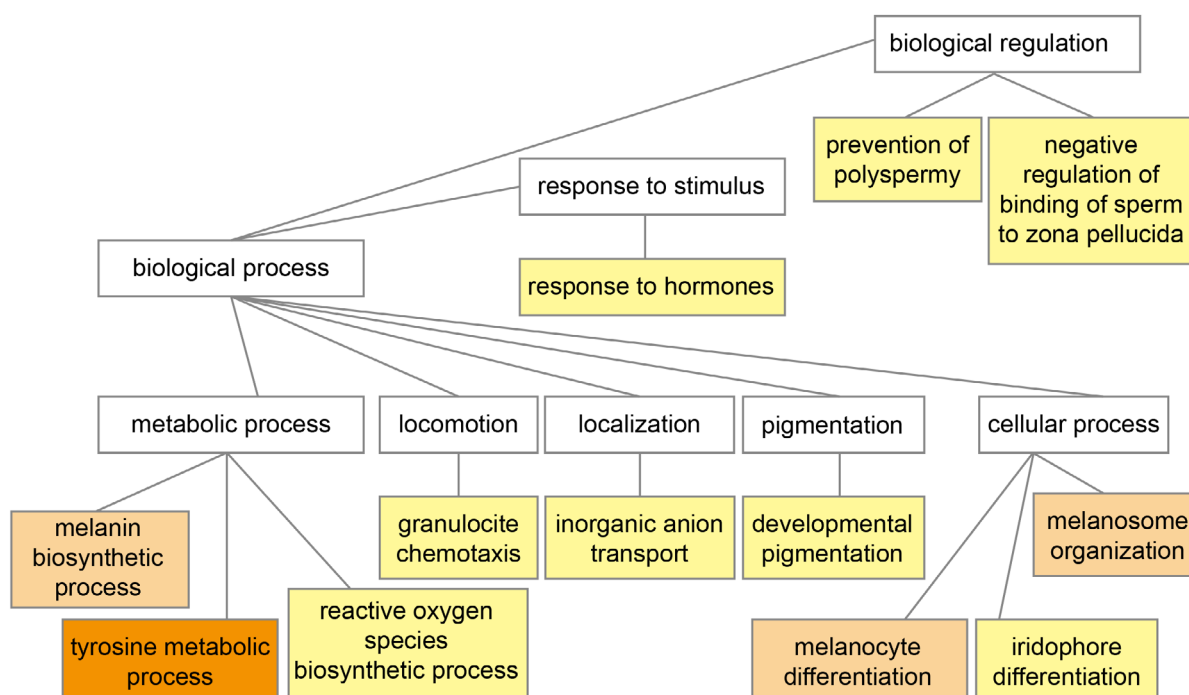 biological regulation
prevention of
polyspermy
negative
regulation of
binding of sperm
to zona pellucida
response to stimulus
response to hormones
biological process
metabolic process
locomotion
localization
pigmentation
cellular process
melanin
biosynthetic
process
tyrosine metabolic
process
reactive oxygen
species
biosynthetic process
granulocite
chemotaxis
inorganic anion
transport
developmental
pigmentation
melanocyte
differentiation
iridophore
differentiation
melanosome
organization